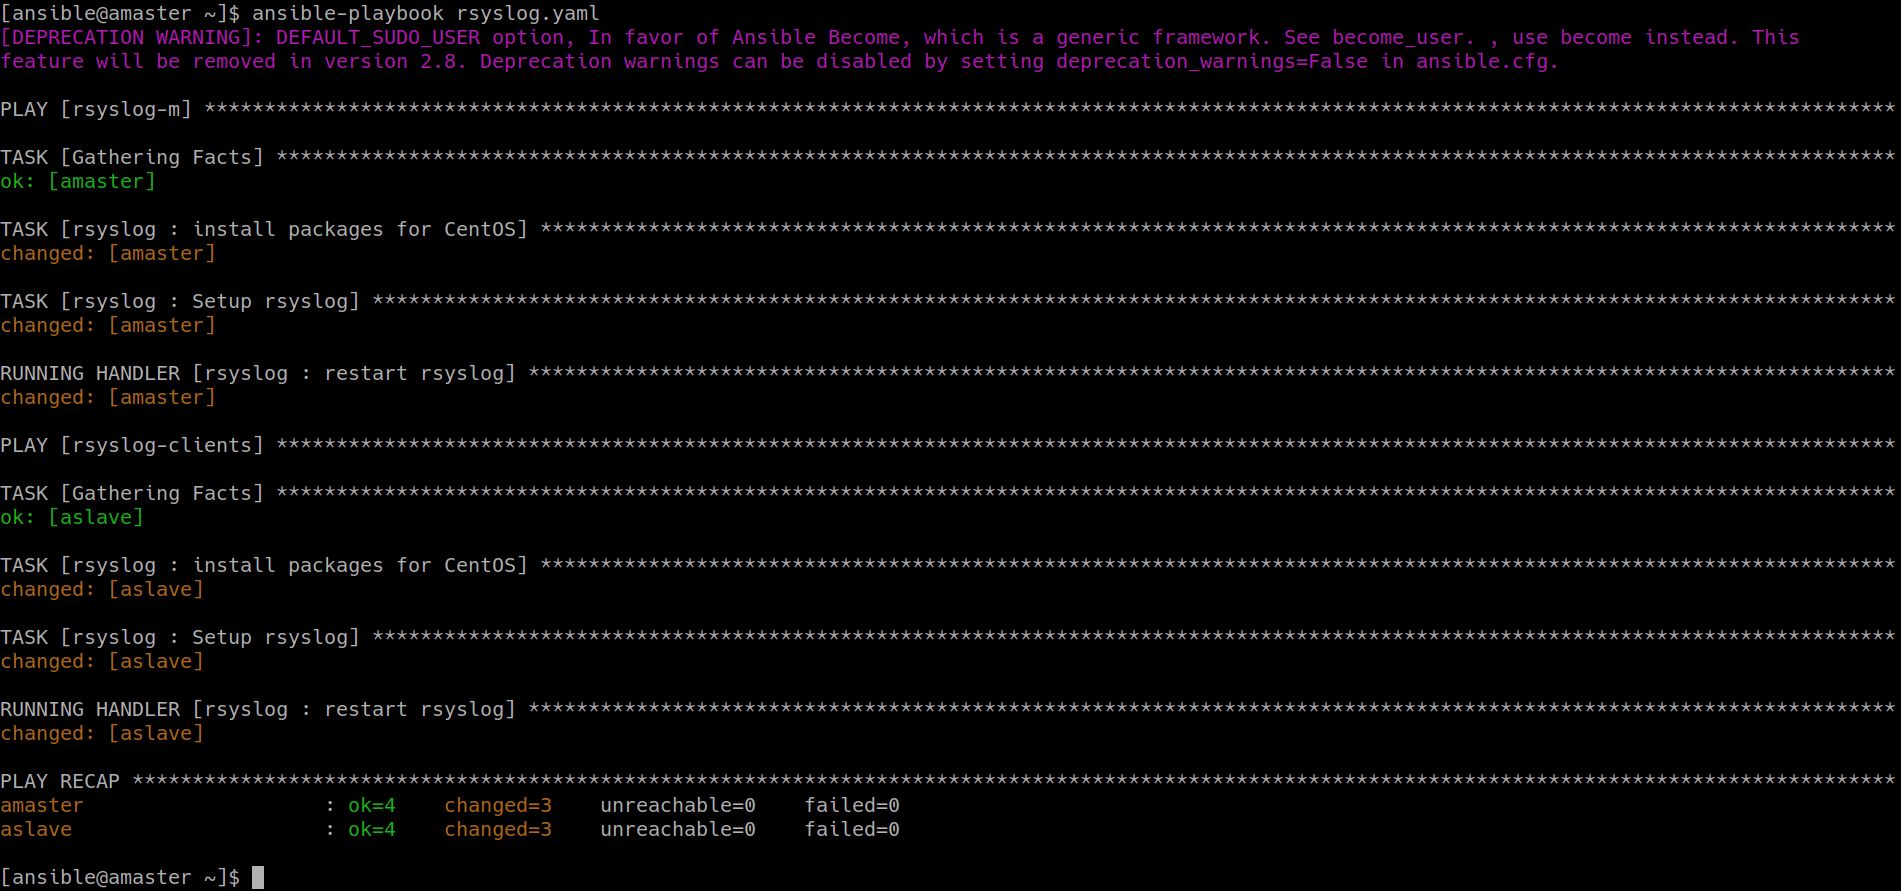 [ansible@amaster ~]$ ansible-playbook rsyslog.yaml
[DEPRECATION WARNING]: DEFAULT_SUDO_USER option, In favor of Ansible Become, which is a generic framework. See become_user. , use become instead. This
feature will be removed in version 2.8. Deprecation warnings can be disabled by setting deprecation_warnings=False in ansible.cfg.
PLAY [rsyslog-m] *********************************************************************************************************************************************
TASK [Gathering Facts] ***************************************************************************************************************************************
ok: [amaster]
TASK [rsyslog : install packages for CentOS] *****************************************************************************************************************
changed: [amaster]
TASK [rsyslog : Setup rsyslog] *******************************************************************************************************************************
changed: [amaster]
RUNNING HANDLER [rsyslog : restart rsyslog] ******************************************************************************************************************
changed: [amaster]
PLAY [rsyslog-clients] ***************************************************************************************************************************************
TASK [Gathering Facts] ***************************************************************************************************************************************
ok: [aslave]
TASK [rsyslog : install packages for CentOS] *****************************************************************************************************************
changed: [aslave]
TASK [rsyslog : Setup rsyslog] *******************************************************************************************************************************
changed: [aslave]
RUNNING HANDLER [rsyslog : restart rsyslog] ******************************************************************************************************************
changed: [aslave]
PLAY RECAP ***************************************************************************************************************************************************
amaster                    : ok=4    changed=3    unreachable=0    failed=0
aslave                     : ok=4    changed=3    unreachable=0    failed=0
[ansible@amaster ~]$